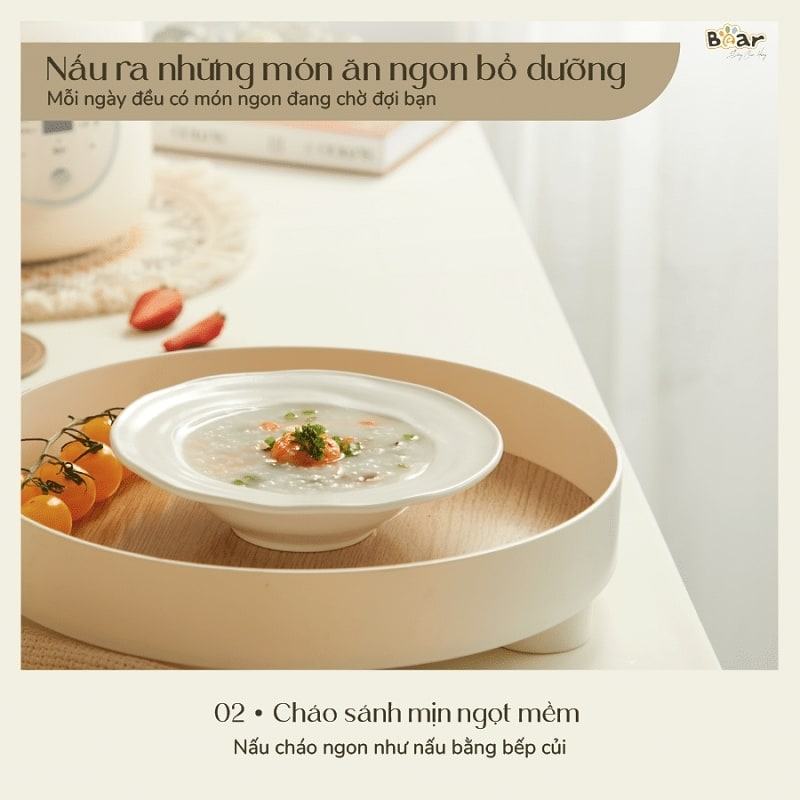 Bear
Nấu ra những món ăn ngon bổ dưỡng
Mỗi ngày đều có món ngon đang chờ đợi bạn
02 • Cháo sánh mịn ngọt mềm
Nấu cháo ngon như nấu bằng bếp củi